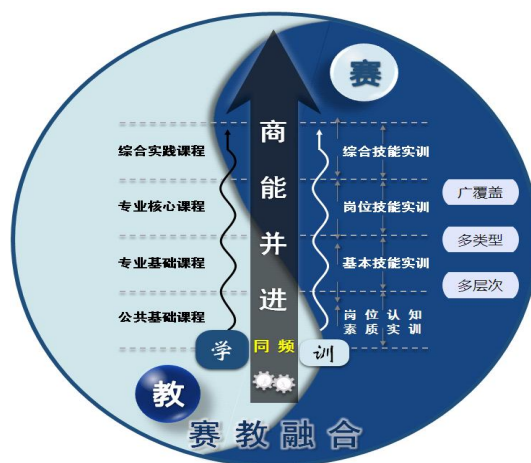 赛
商能并进
综合实践课程
综合技能实训
专业核心课程
岗位技能实训
广覆盖
多类型
专业基础课程
基本技能实训
多层次
公共基础课程
岗位认知
素质实训
学
同频
训
教
赛教融合